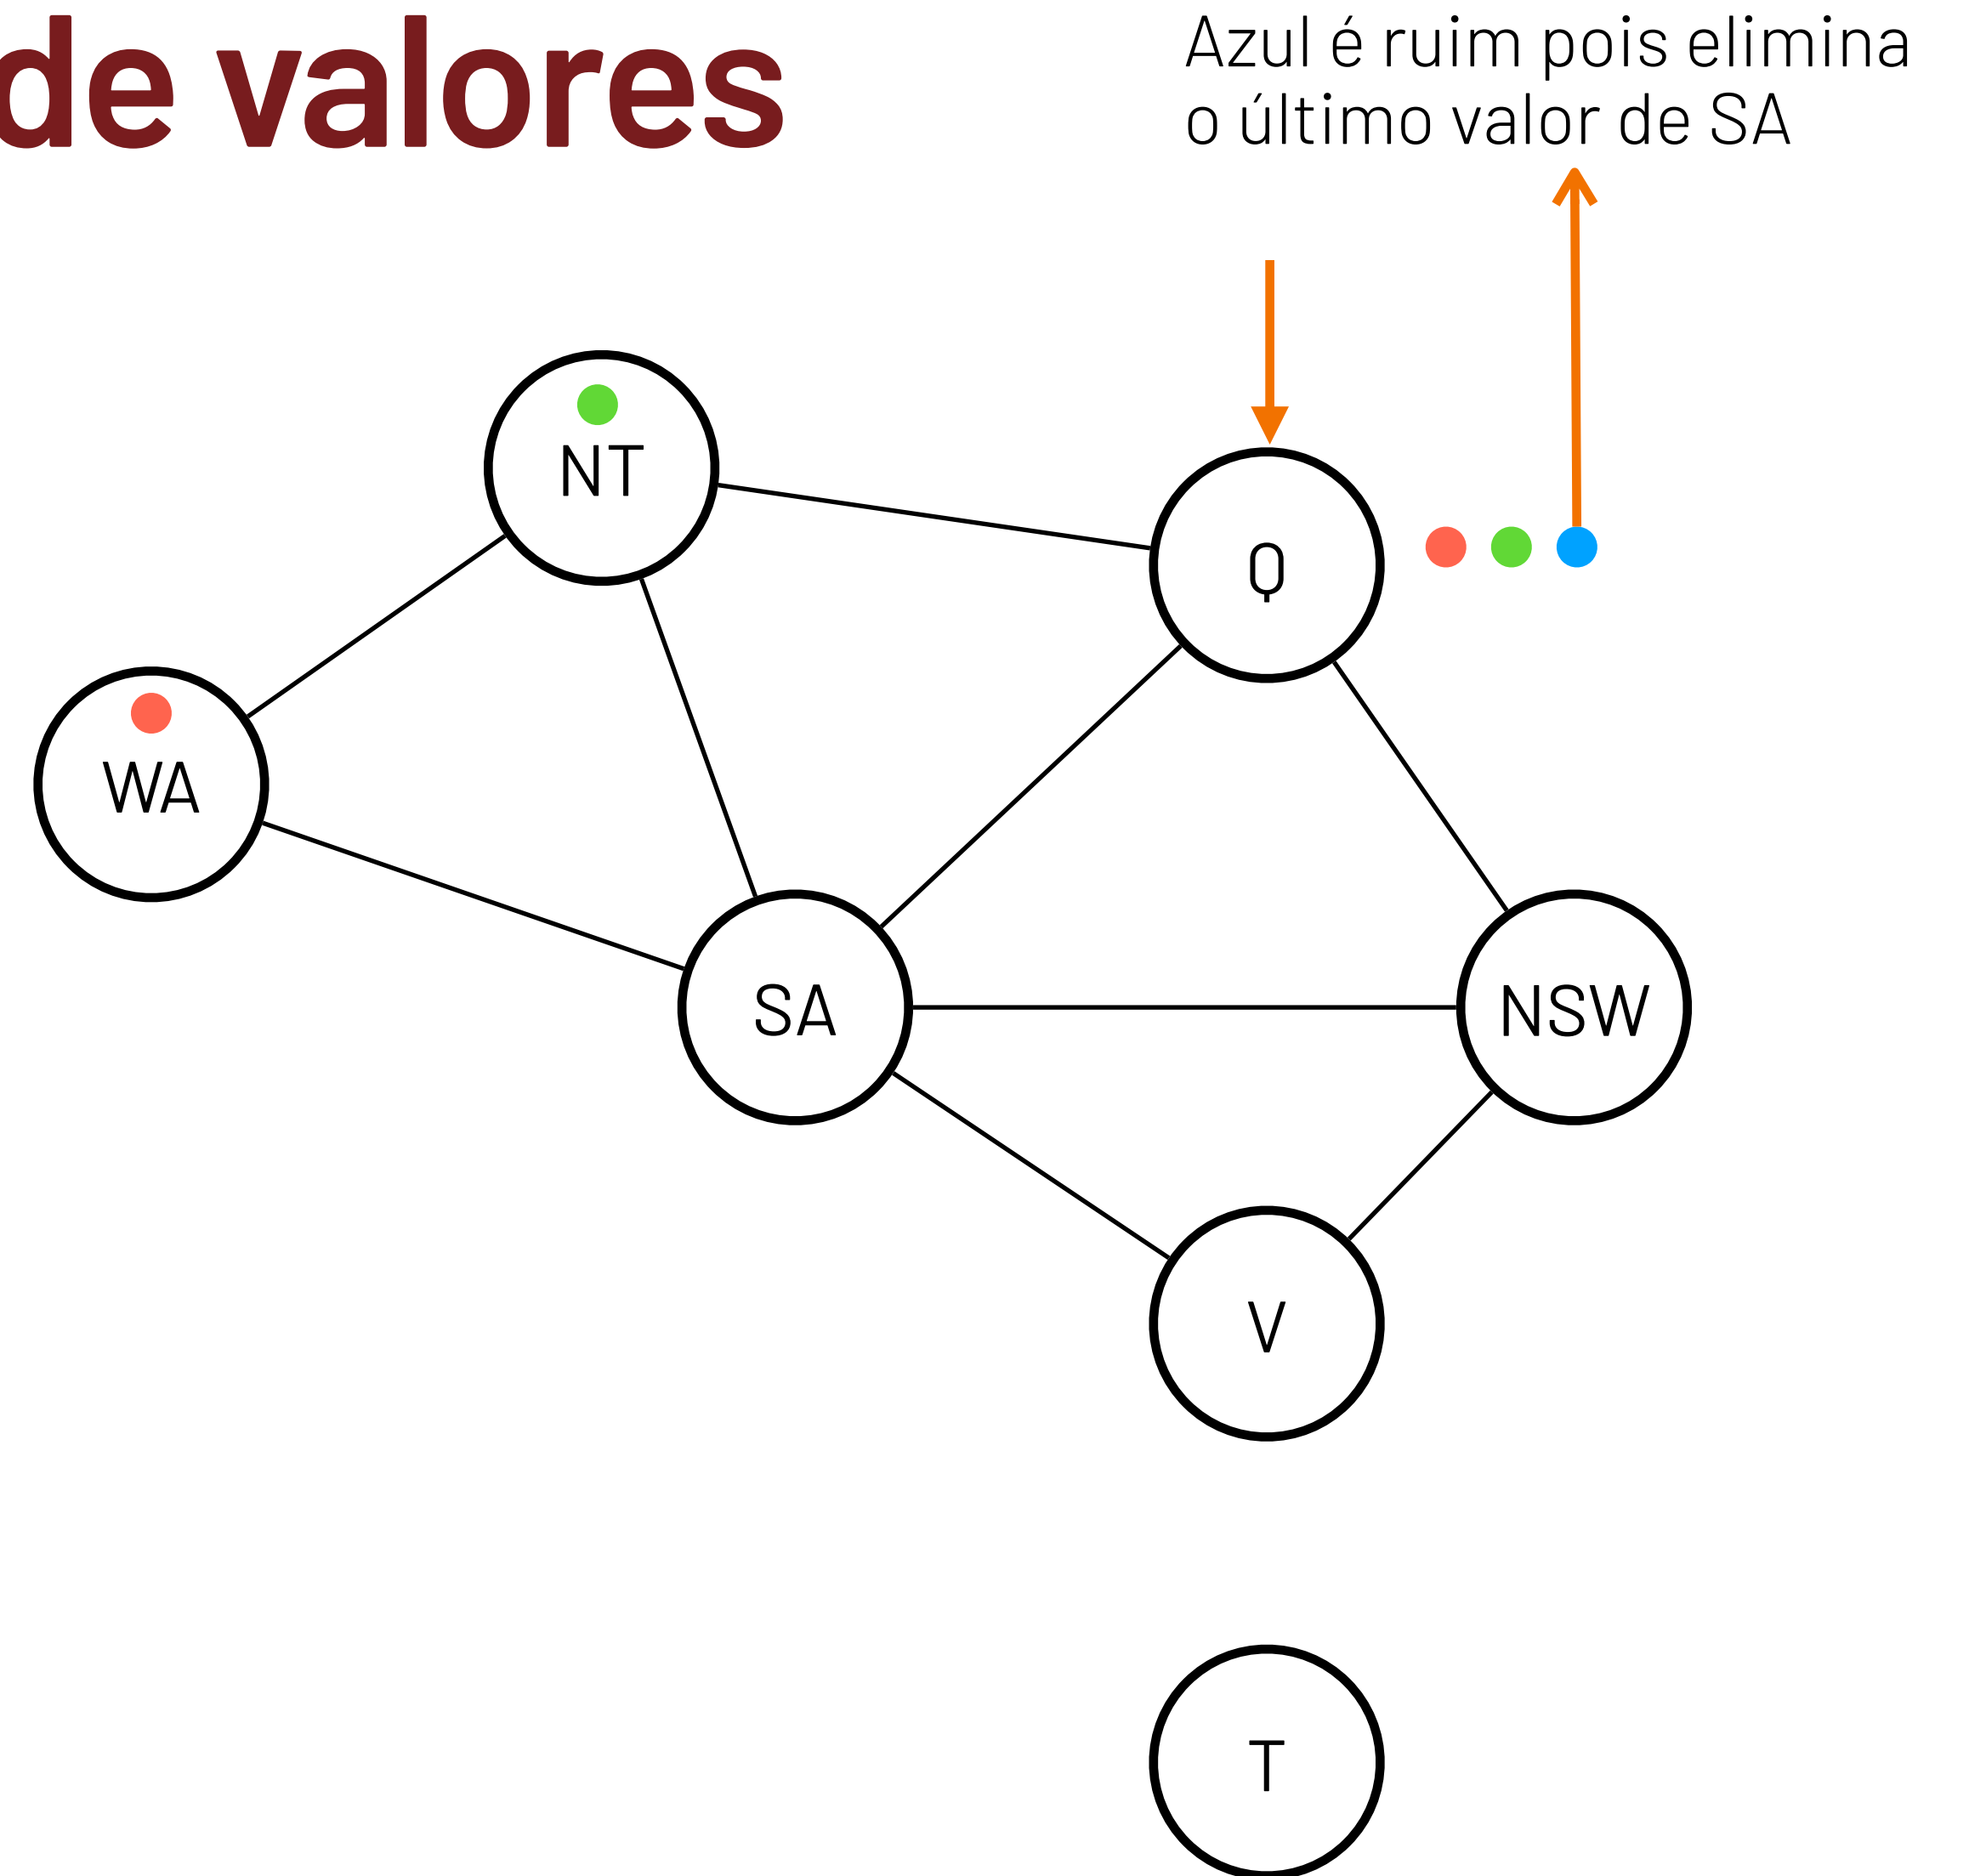 de valores
Azul é ruim pois elimina
o último valor de SA
NT
Q
WA
SA
NSW
V
T